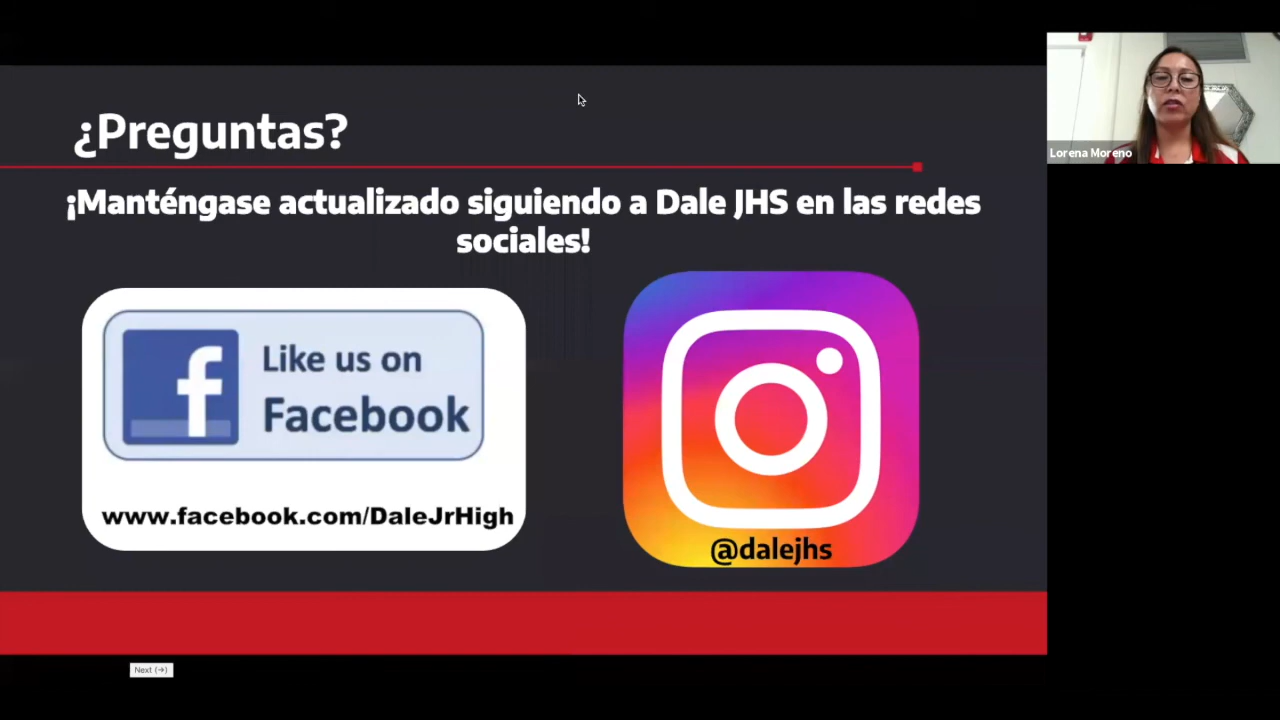 ¿Preguntas?
¡Manténgase actualizado siguiendo a Dale JHS en las redes
sociales!
Like us on
Facebook
www.facebook.com/DaleJrHigh
@dalejhs
Lorena Moreno
Next (→)